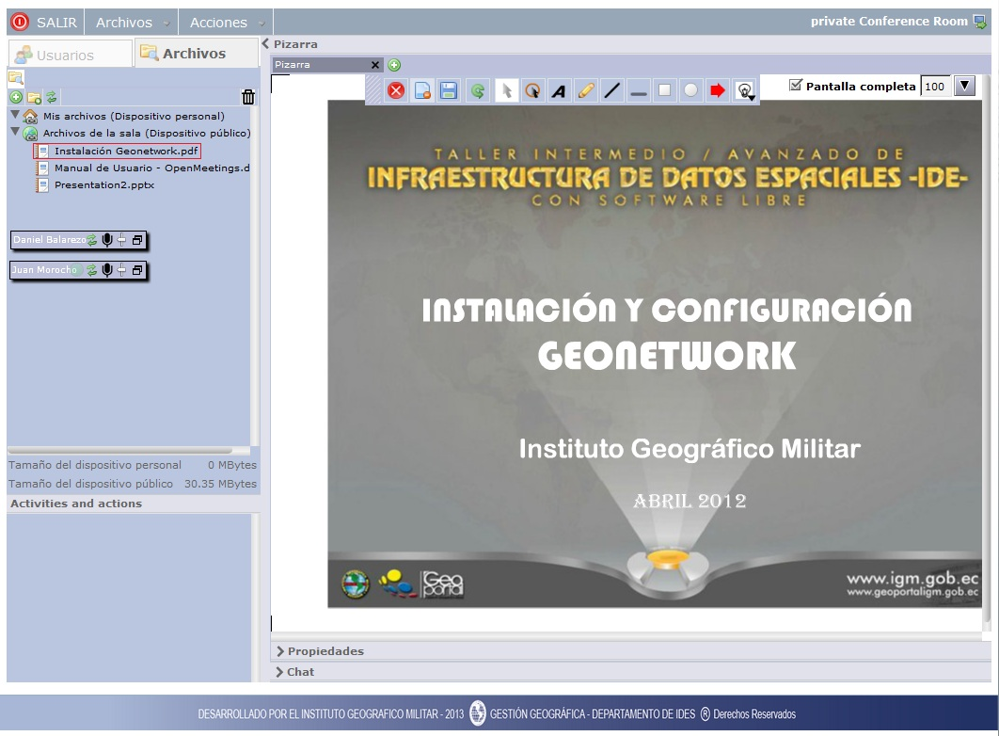 SALIR Archivos Acciones private Conference Room
Usuarios Archivos
Pizarra
Pizarra
Pantalla completa 100
Mis archivos (Dispositivo personal)
Archivos de la sala (Dispositivo público)
Instalación Geonetwork.pdf
Manual de Usuario - OpenMeetings.d
Presentation2.pptx
Daniel Balarezo
Juan Morocho
Tamaño del dispositivo personal 0 MBytes
Tamaño del dispositivo público 30.35 MBytes
Activities and actions
TALLER INTERMEDIO / AVANZADO DE
INFRAESTRUCTURA DE DATOS ESPACIALES -IDE-
CON SOFTWARE LIBRE
INSTALACIÓN Y CONFIGURACIÓN
GEONETWORK
Instituto Geográfico Militar
ABRIL 2012
Geo
Portal
www.igm.gob.ec
www.geoportaligm.gob.ec
Propiedades
Chat
DESARROLLADO POR EL INSTITUTO GEOGRAFICO MILITAR - 2013 GESTIÓN GEOGRÁFICA - DEPARTAMENTO DE IDES ® Derechos Reservados